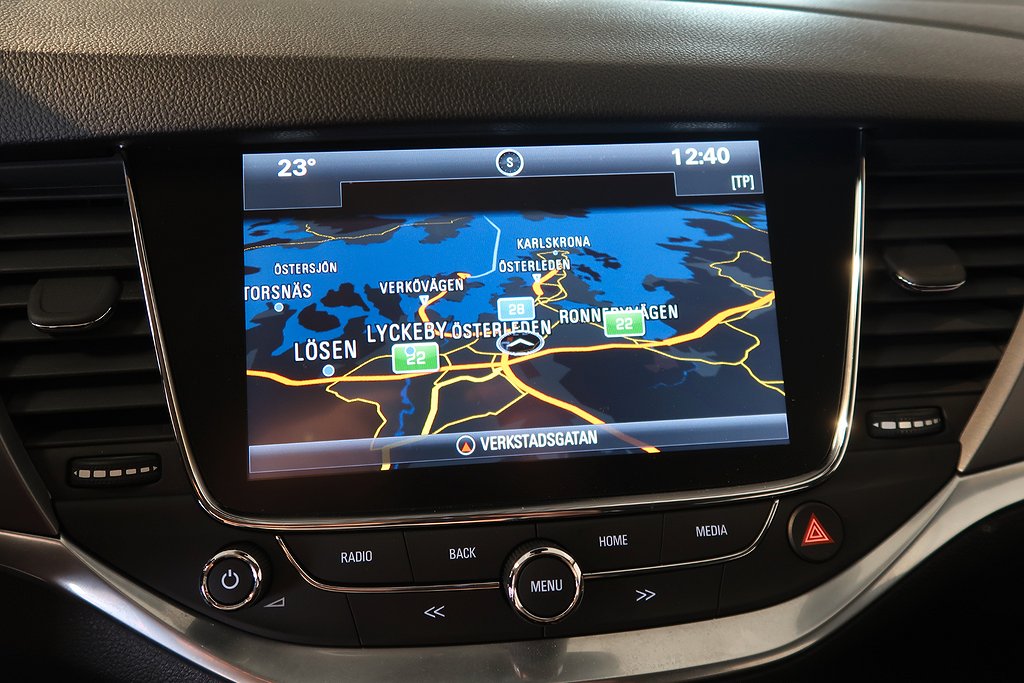 23°
S
12:40
[TP]
KARLSKRONA
ÖSTERSJÖN
ÖSTERLEDEN
TORSNÄS
VERKÖVÄGEN
28
LYCKEBY
ÖSTERLEDEN
22
LÖSEN
22
VERKSTADSGATAN
RADIO
BACK
HOME
MEDIA
MENU
<<
>>